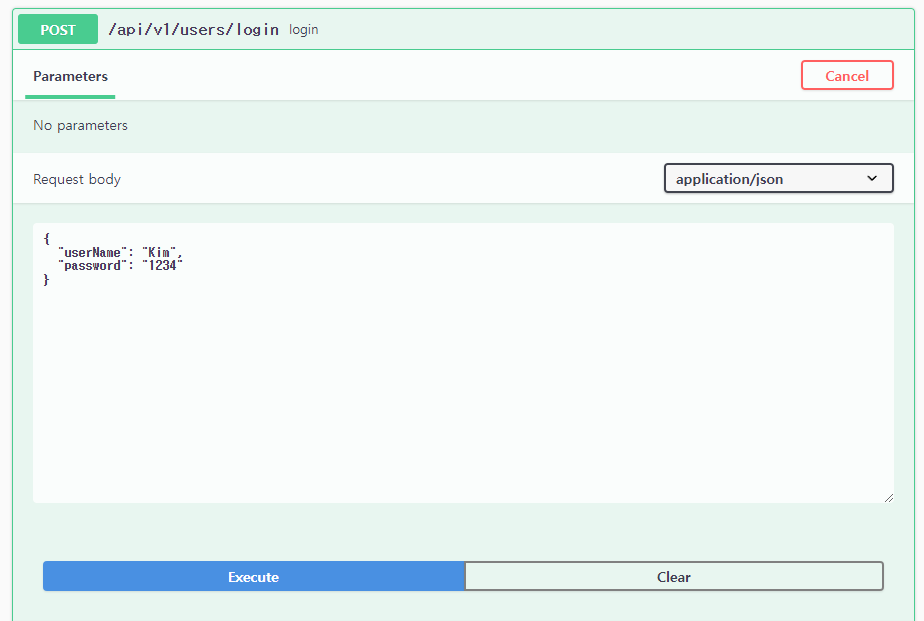 POST /api/v1/users/login login
Parameters Cancel
No parameters
Request body application/json
{
"userName": "Kim",
"password": "1234"
}
Execute Clear